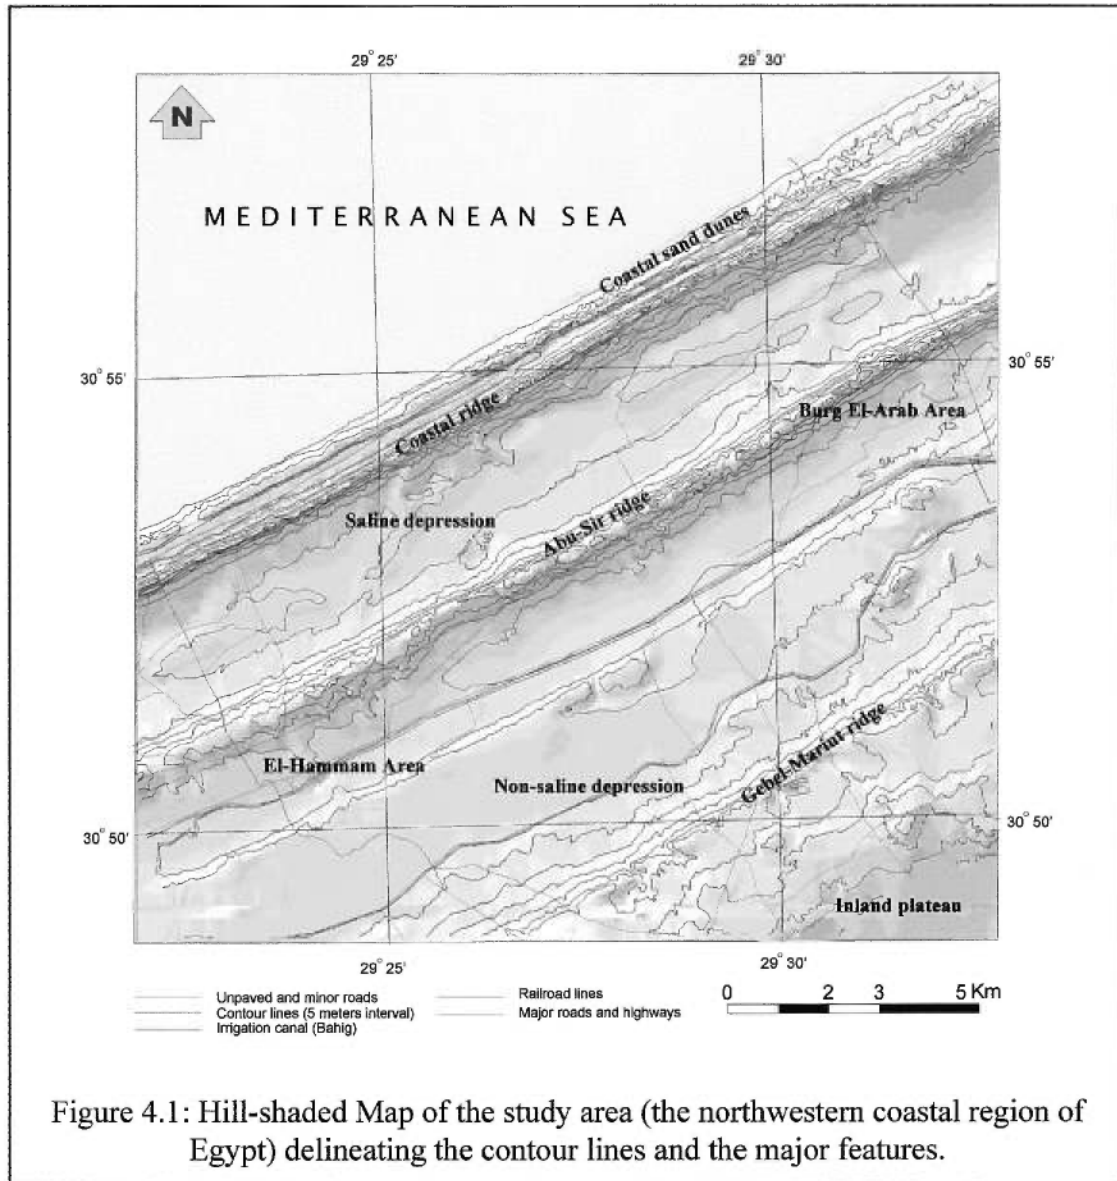 29° 25'
29° 30'
N
MEDITERRANEAN SEA
Coastal sand dunes
30° 55'
30° 55'
Burg El-Arab Area
Coastal ridge
Saline depression
Abu-Sir ridge
El-Hammam Area
Non-saline depression
Gebel-Mariut ridge
30° 50'
30° 50'
Inland plateau
29° 25'
29° 30'
Unpaved and minor roads
Contour lines (5 meters interval)
Irrigation canal (Bahig)
Railroad lines
Major roads and highways
0 2 3 5 Km
Figure 4.1: Hill-shaded Map of the study area (the northwestern coastal region of
Egypt) delineating the contour lines and the major features.